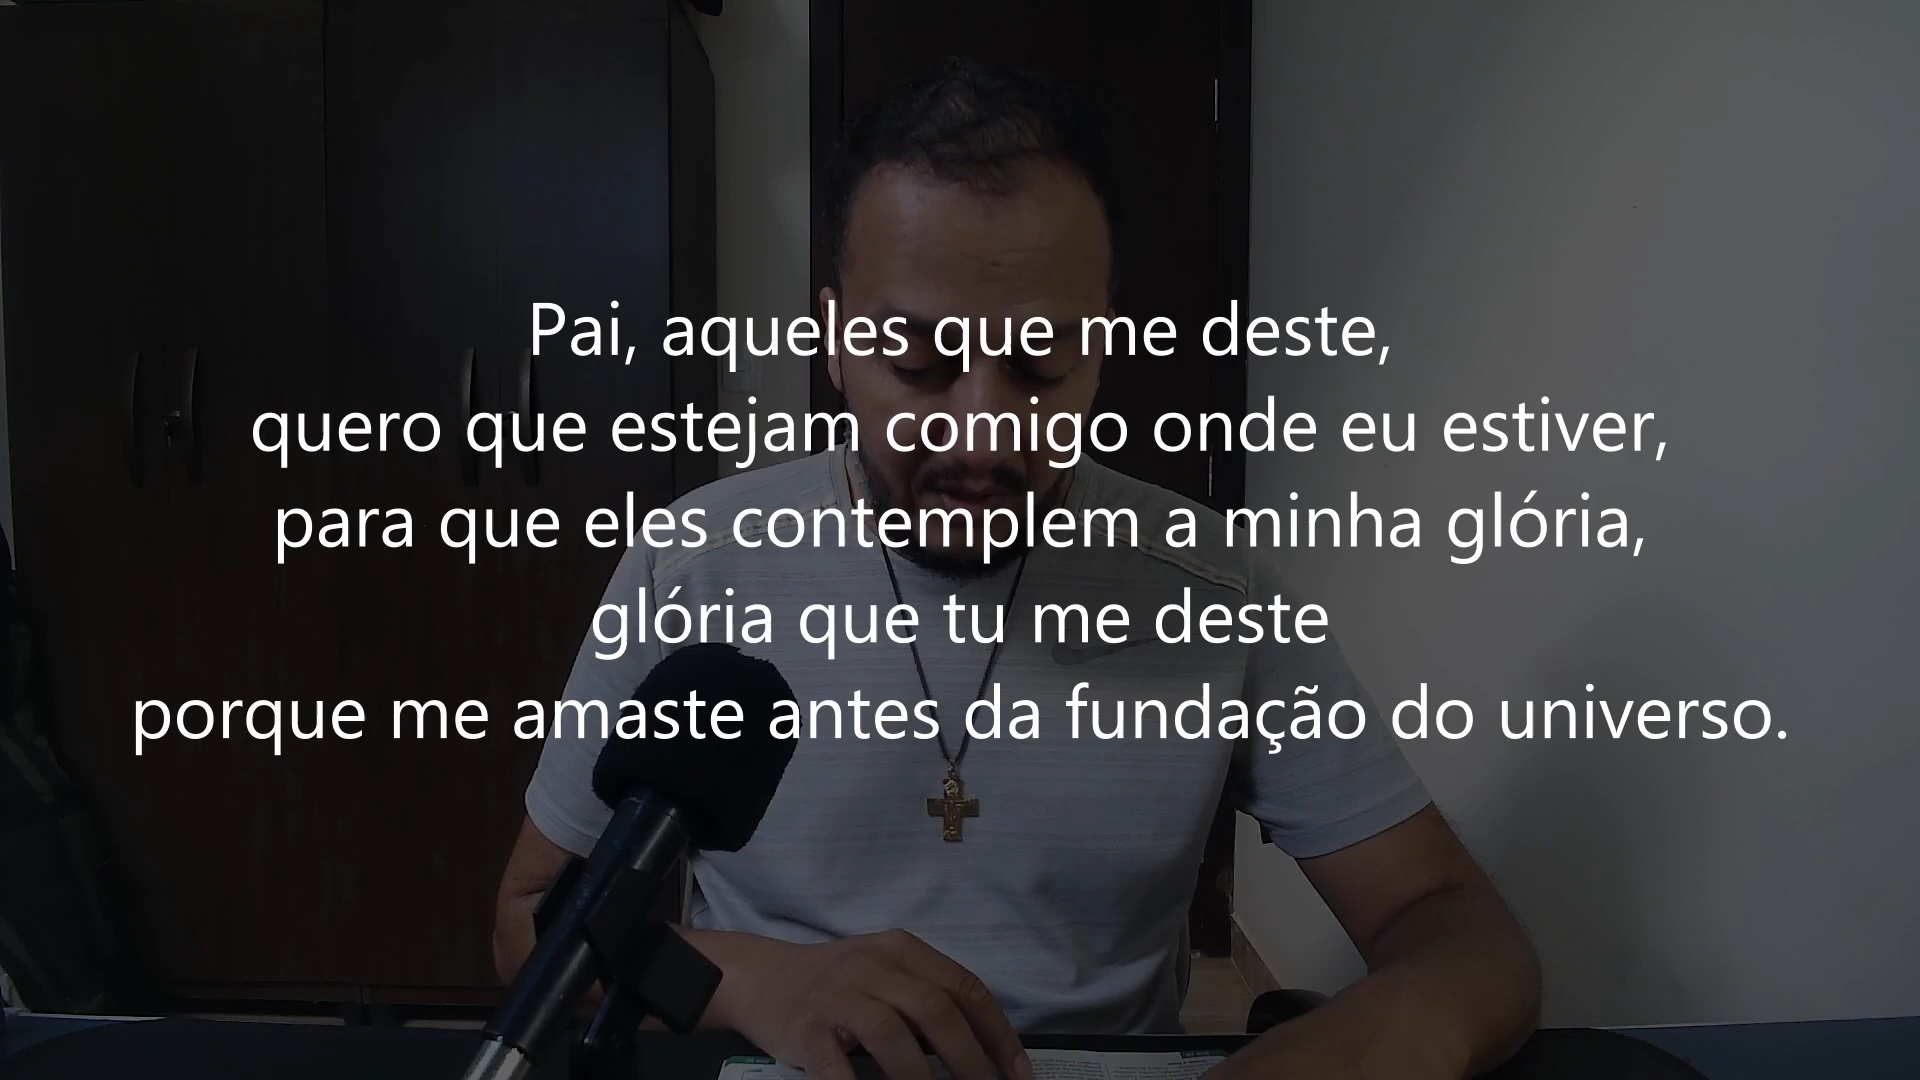 Pai, aqueles que me deste,
quero que estejam comigo onde eu estiver,
para que eles contemplem a minha glória,
glória que tu me deste
porque me amaste antes da fundação do universo.